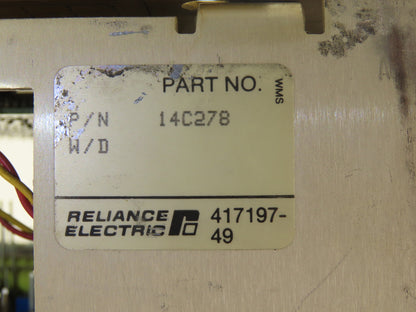 PART NO.
WMS
P/N 14C278
W/D
RELIANCE
ELECTRIC
417197-
49